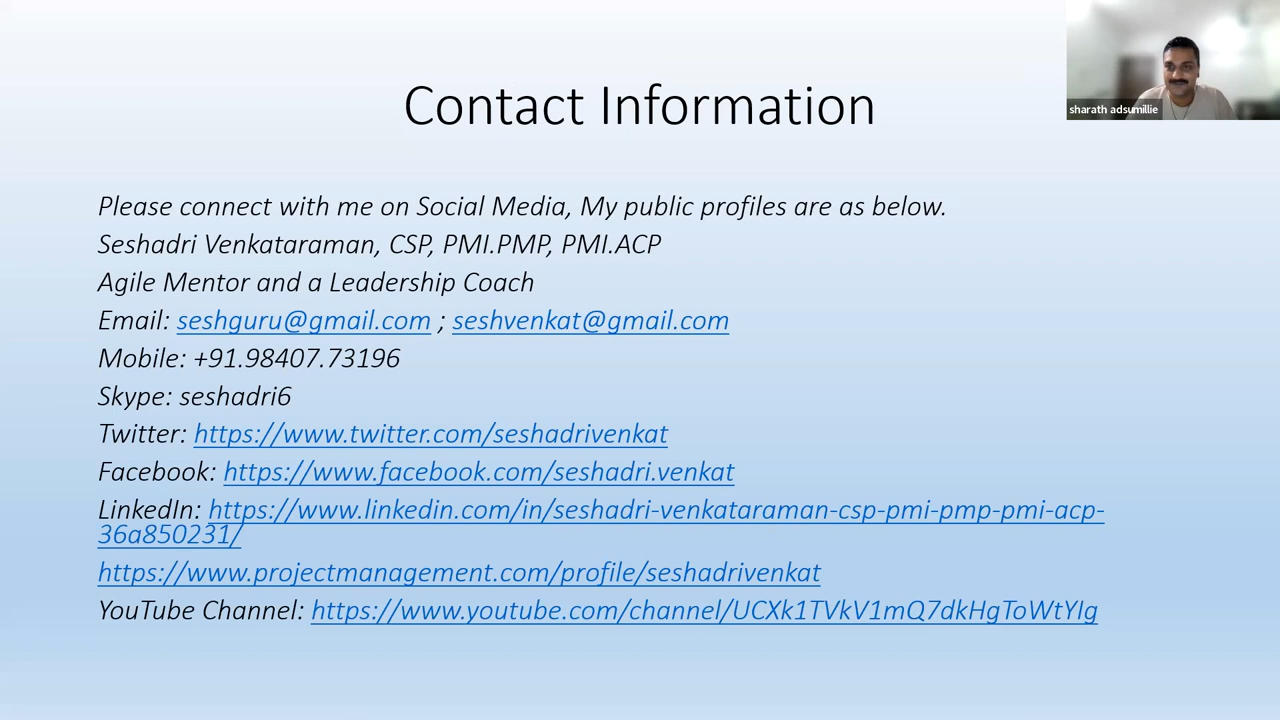 Contact Information
sharath adsumillie
Please connect with me on Social Media, My public profiles are as below.
Seshadri Venkataraman, CSP, PMI.PMP, PMI.ACP
Agile Mentor and a Leadership Coach
Email: seshguru@gmail.com ; seshvenkat@gmail.com
Mobile: +91.98407.73196
Skype: seshadri6
Twitter: https://www.twitter.com/seshadrivenkat
Facebook: https://www.facebook.com/seshadri.venkat
LinkedIn: https://www.linkedin.com/in/seshadri-venkataraman-csp-pmi-pmp-pmi-acp-
36a850231/
https://www.projectmanagement.com/profile/seshadrivenkat
YouTube Channel: https://www.youtube.com/channel/UCXk1TVkV1mQ7dkHgToWtYIg